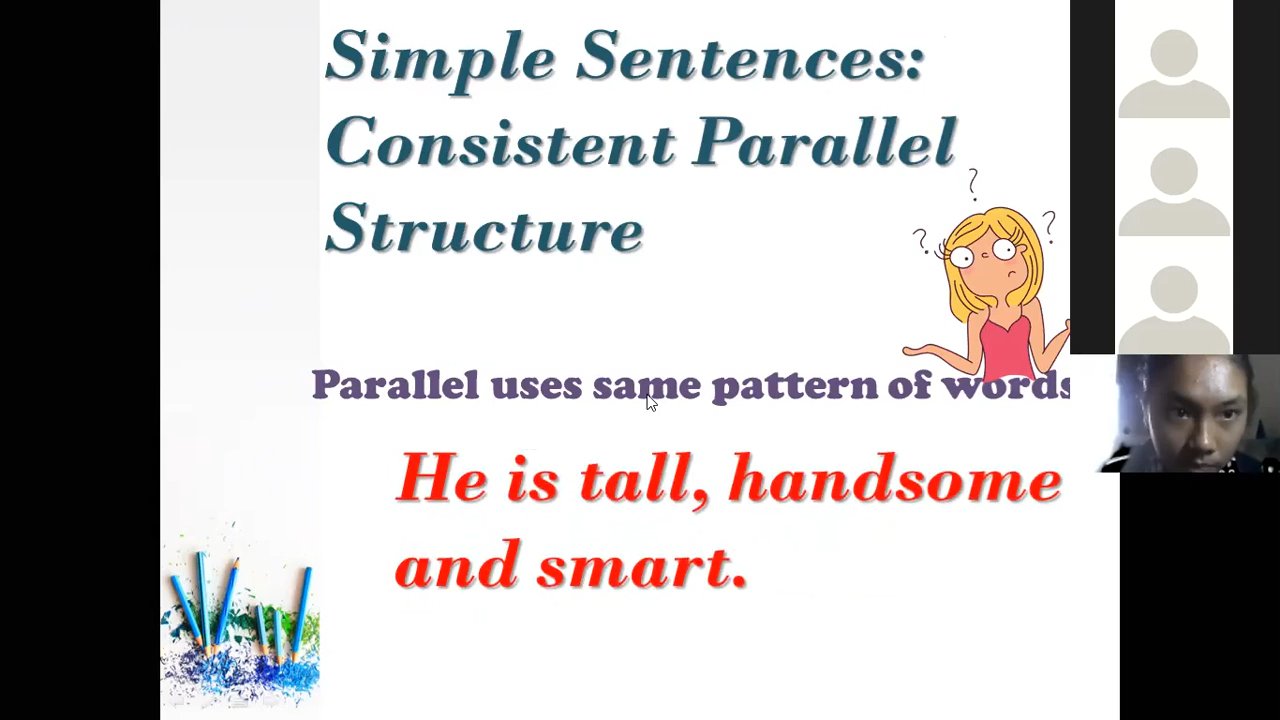 Simple Sentences:
Consistent Parallel
Structure
? ? ?
Parallel uses same pattern of words
He is tall, handsome
and smart.